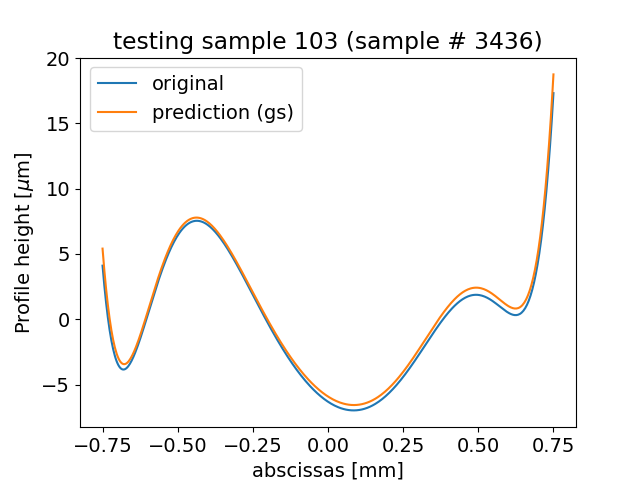 testing sample 103 (sample # 3436)
original
prediction (gs)
20
15
10
5
0
−5
Profile height [μm]
−0.75 −0.50 −0.25 0.00 0.25 0.50 0.75
abscissas [mm]